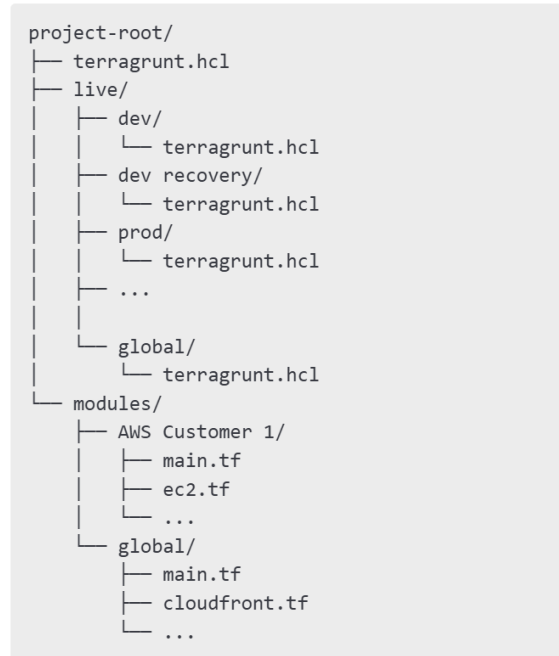 project-root/
├── terragrunt.hcl
├── live/
│   ├── dev/
│   │   └── terragrunt.hcl
│   ├── dev recovery/
│   │   └── terragrunt.hcl
│   ├── prod/
│   │   └── terragrunt.hcl
│   ├── ...
│   │
│   └── global/
│       └── terragrunt.hcl
└── modules/
    ├── AWS Customer 1/
    │   ├── main.tf
    │   ├── ec2.tf
    │   └── ...
    └── global/
        ├── main.tf
        ├── cloudfront.tf
        └── ...